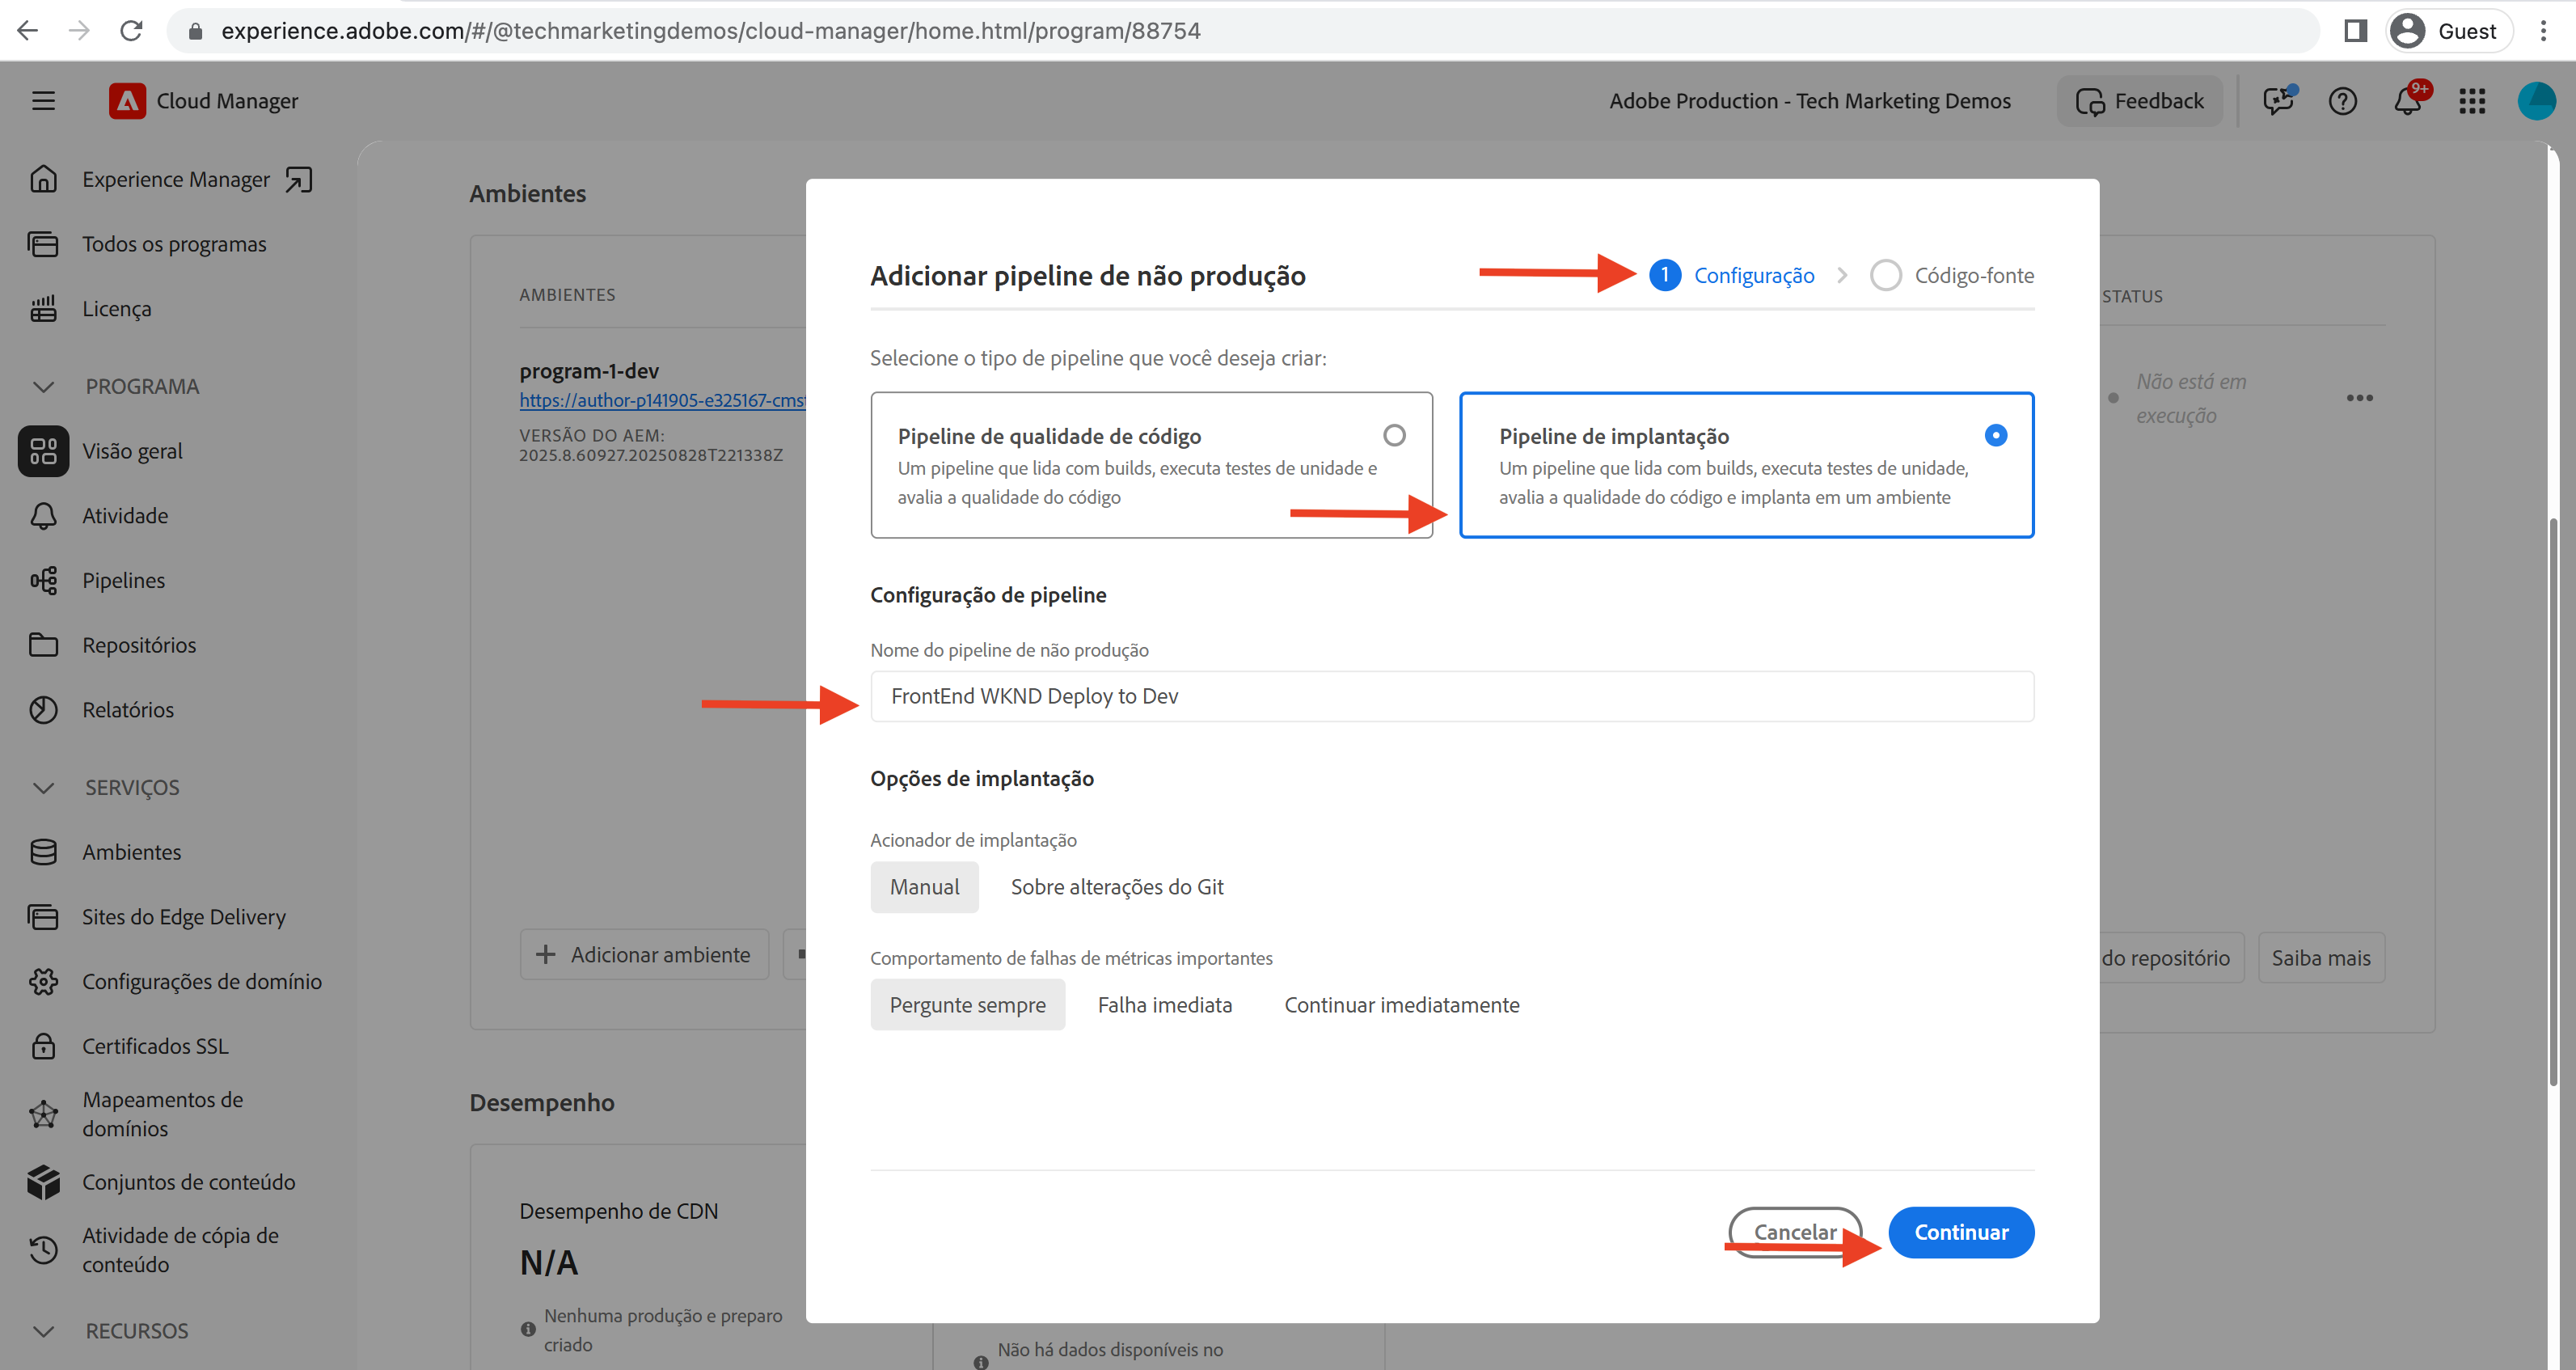 experience.adobe.com/#/@techmarketingdemos/cloud-manager/home.html/program/88754
Guest
Cloud Manager
Adobe Production - Tech Marketing Demos
Feedback
9+
Experience Manager
Todos os programas
Licença
PROGRAMA
Visão geral
Atividade
Pipelines
Repositórios
Relatórios
SERVIÇOS
Ambientes
Sites do Edge Delivery
Configurações de domínio
Certificados SSL
Mapeamentos de
domínios
Conjuntos de conteúdo
Atividade de cópia de
conteúdo
RECURSOS
Ambientes
AMBIENTES
program-1-dev
https://author-p141905-e325167-cms
VERSÃO DO AEM:
2025.8.60927.20250828T221338Z
Adicionar ambiente
Desempenho
Desempenho de CDN
N/A
Nenhuma produção e preparo
criado
Não há dados disponíveis no
Adicionar pipeline de não produção
1 Configuração
Código-fonte
Selecione o tipo de pipeline que você deseja criar:
Pipeline de qualidade de código
Um pipeline que lida com builds, executa testes de unidade e
avalia a qualidade do código
Pipeline de implantação
Um pipeline que lida com builds, executa testes de unidade,
avalia a qualidade do código e implanta em um ambiente
Configuração de pipeline
Nome do pipeline de não produção
FrontEnd WKND Deploy to Dev
Opções de implantação
Acionador de implantação
Manual
Sobre alterações do Git
Comportamento de falhas de métricas importantes
Pergunte sempre
Falha imediata
Continuar imediatamente
Cancelar
Continuar
STATUS
Não está em
execução
do repositório
Saiba mais